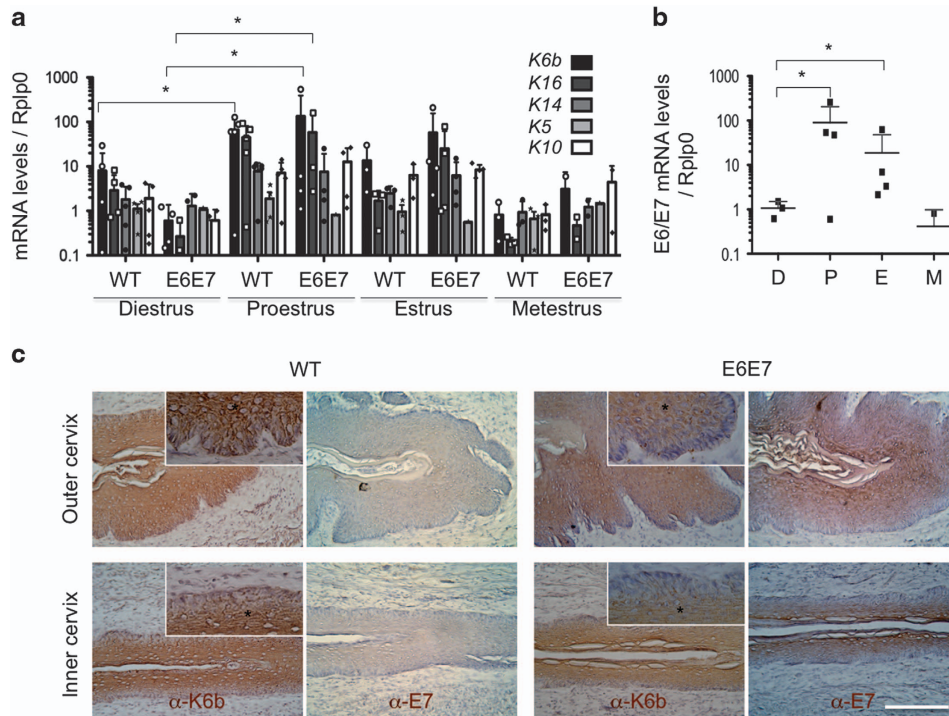 a
*
*
*
mRNA levels / Rplp0
1000
100
10
1
0.1
K6b
K16
K14
K5
K10
WT E6E7 WT E6E7 WT E6E7 WT E6E7
Diestrus Proestrus Estrus Metestrus
b
*
*
E6/E7 mRNA levels
/ Rplp0
1000
100
10
1
0.1
D P E M
c
WT E6E7
Outer cervix
* *
Inner cervix
* *
α-K6b α-E7 α-K6b α-E7